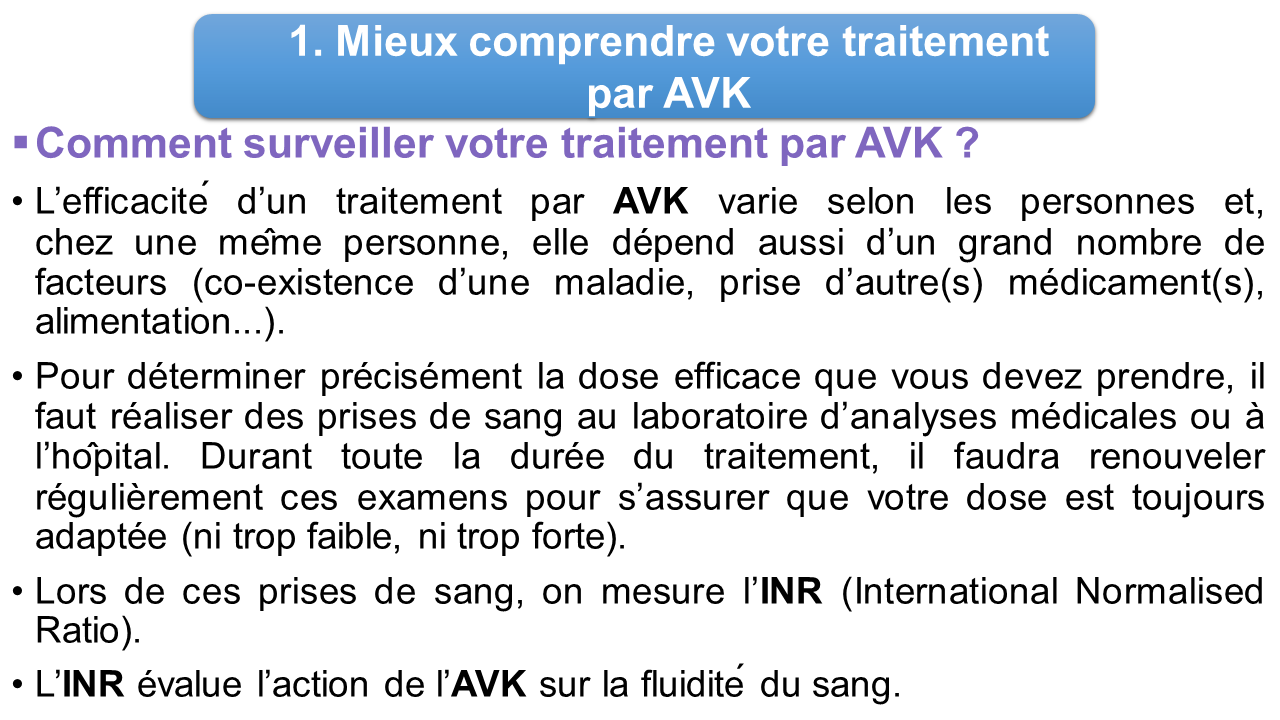 1. Mieux comprendre votre traitement
par AVK
▪ Comment surveiller votre traitement par AVK ?
• L’efficacité d’un traitement par AVK varie selon les personnes et,
chez une même personne, elle dépend aussi d’un grand nombre de
facteurs (co-existence d’une maladie, prise d’autre(s) médicament(s),
alimentation...).
• Pour déterminer précisément la dose efficace que vous devez prendre, il
faut réaliser des prises de sang au laboratoire d’analyses médicales ou à
l’hôpital. Durant toute la durée du traitement, il faudra renouveler
régulièrement ces examens pour s’assurer que votre dose est toujours
adaptée (ni trop faible, ni trop forte).
• Lors de ces prises de sang, on mesure l’INR (International Normalised
Ratio).
• L’INR évalue l’action de l’AVK sur la fluidité du sang.